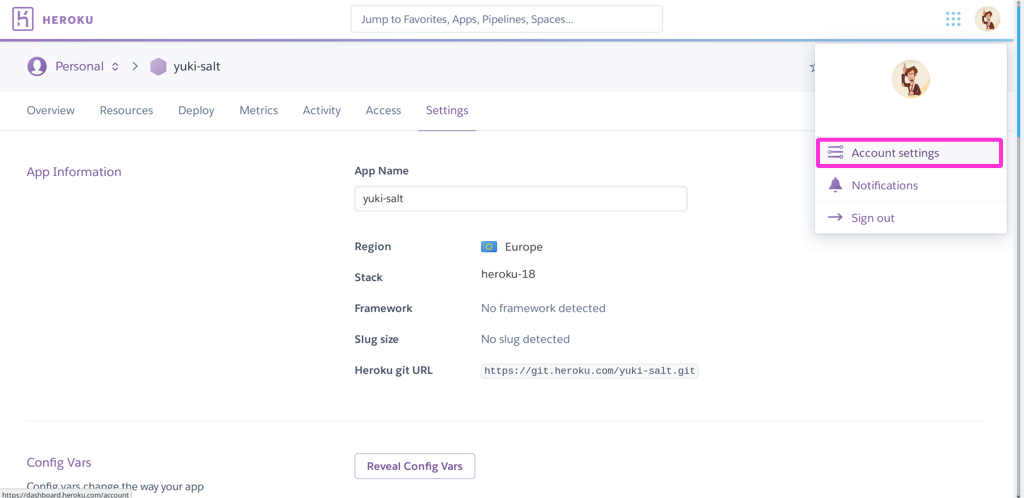 HEROKU
Jump to Favorites, Apps, Pipelines, Spaces...
Personal
yuki-salt
Overview
Resources
Deploy
Metrics
Activity
Access
Settings
Account settings
Notifications
Sign out
App Information
App Name
yuki-salt
Region
Europe
Stack
heroku-18
Framework
No framework detected
Slug size
No slug detected
Heroku git URL
https://git.heroku.com/yuki-salt.git
Config Vars
Reveal Config Vars
Config vars change the way your app
https://dashboard.heroku.com/account